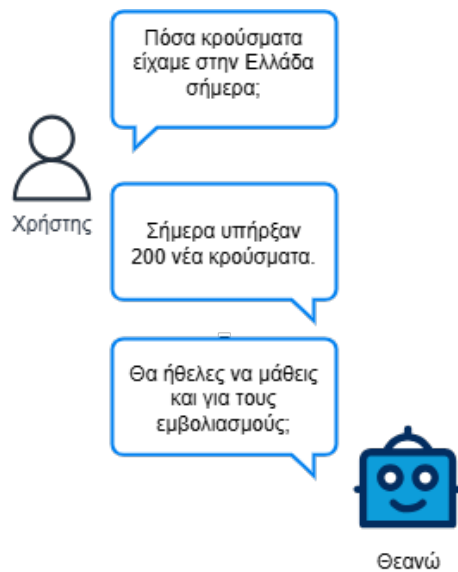 Πόσα κρούσματα
είχαμε στην Ελλάδα
σήμερα;
Χρήστης
Σήμερα υπήρξαν
200 νέα κρούσματα.
Θα ήθελες να μάθεις
και για τους
εμβολιασμούς;
Θεανώ